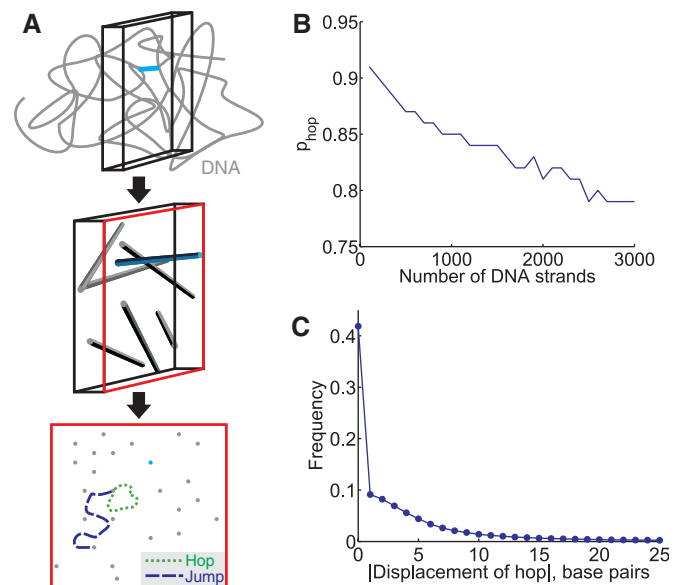 A
DNA
Hop
Jump
B
0.95
0.9
0.85
0.8
0.75
p_hop
1000
2000
3000
Number of DNA strands
C
0.4
0.3
0.2
0.1
0
Frequency
0
5
10
15
20
25
|Displacement of hop|, base pairs